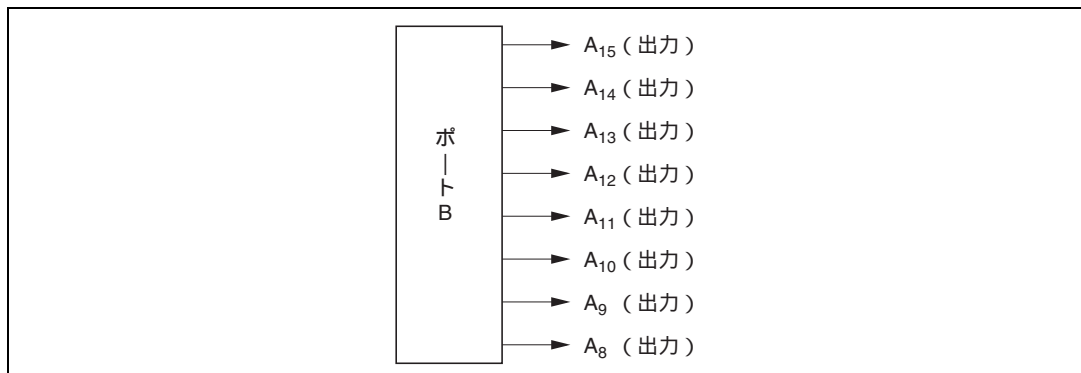 ポートB
A15 ( 出力 )
A14 ( 出力 )
A13 ( 出力 )
A12 ( 出力 )
A11 ( 出力 )
A10 ( 出力 )
A9 ( 出力 )
A8 ( 出力 )